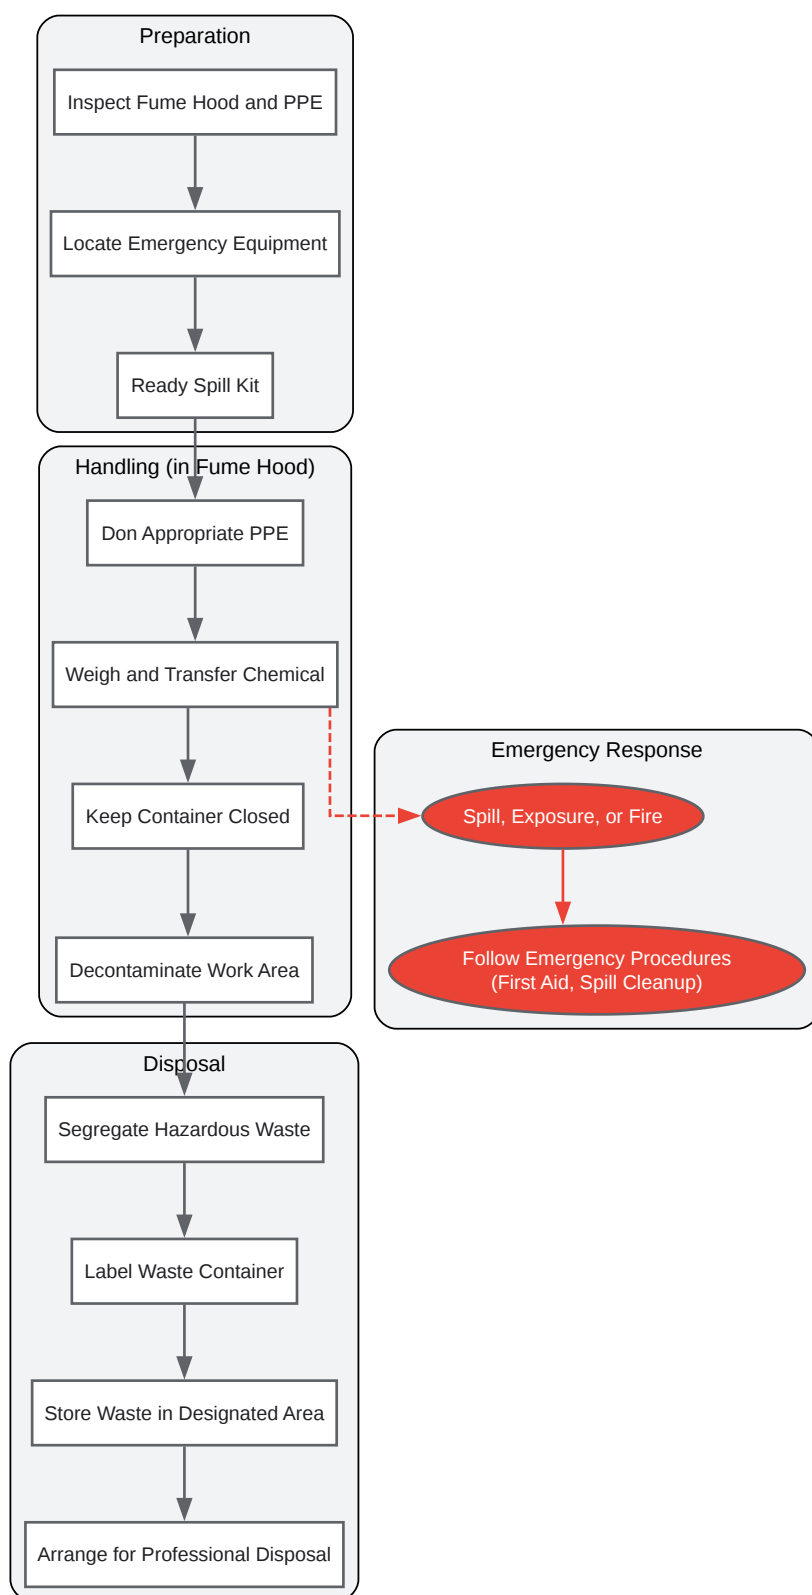 Preparation
Inspect Fume Hood and PPE
Locate Emergency Equipment
Ready Spill Kit
Handling (in Fume Hood)
Don Appropriate PPE
Weigh and Transfer Chemical
Keep Container Closed
Decontaminate Work Area
Emergency Response
Spill, Exposure, or Fire
Follow Emergency Procedures
(First Aid, Spill Cleanup)
Disposal
Segregate Hazardous Waste
Label Waste Container
Store Waste in Designated Area
Arrange for Professional Disposal